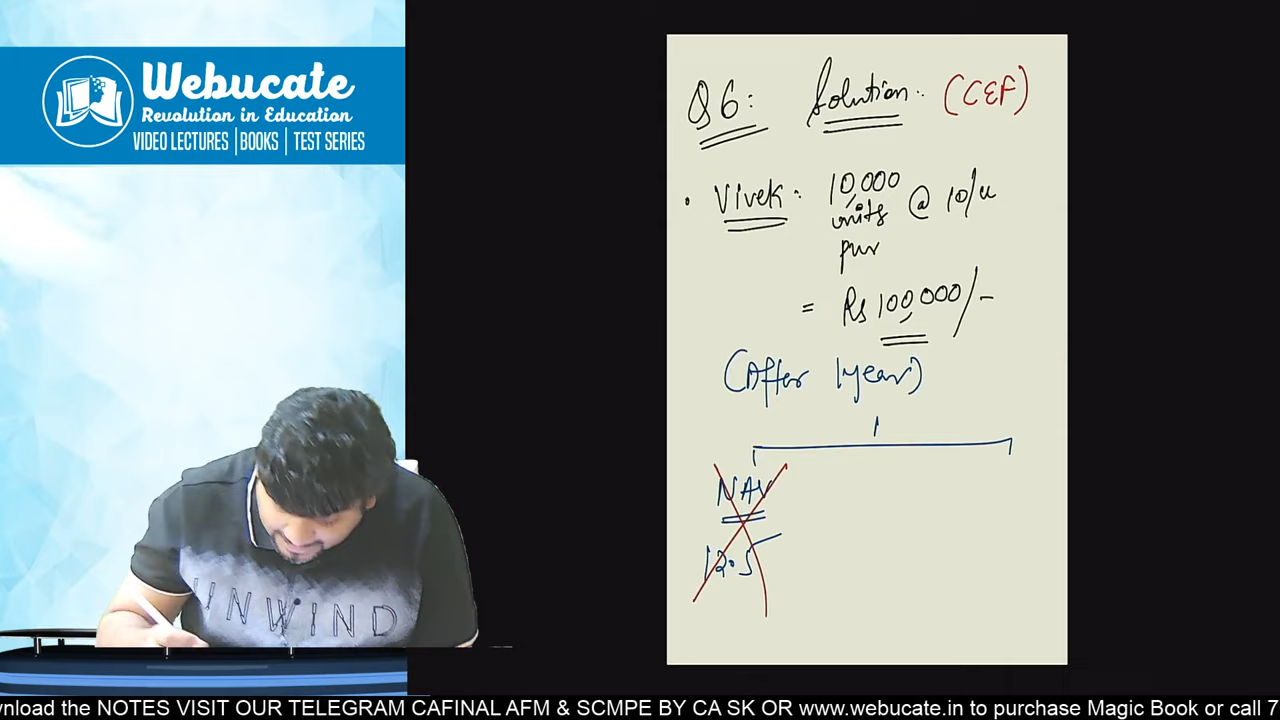 Webucate
Revolution in Education
VIDEO LECTURES | BOOKS | TEST SERIES
Q6: Solution: (CEF)
• Vivek: 10,000 units @ 10/u
pur
= Rs 100,000/-
(After 1year)
NAV
12.5
UNWIND
wnload the NOTES VISIT OUR TELEGRAM CAFINAL AFM & SCMPE BY CA SK OR www.webucate.in to purchase Magic Book or call 7